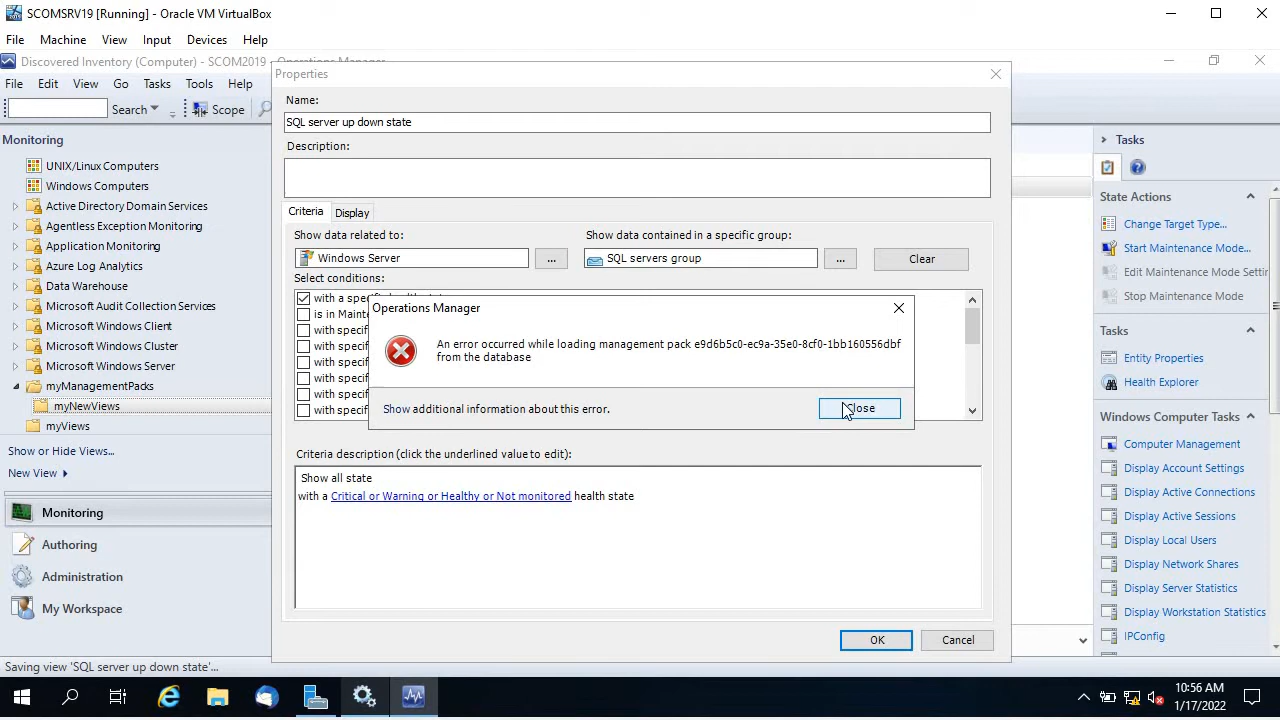 SCOMSRV19 [Running] - Oracle VM VirtualBox
File Machine View Input Devices Help
Discovered Inventory (Computer) - SCOM2019 - Operations Manager
File Edit View Go Tasks Tools Help
Search Scope
Properties
Name:
SQL server up down state
Description:
Criteria Display
Show data related to: Show data contained in a specific group:
Windows Server ... SQL servers group ... Clear
Select conditions:
with a specific health state
is in Maint
with specif
with specif
with specif
with specif
with specif
with specif
Operations Manager
An error occurred while loading management pack e9d6b5c0-ec9a-35e0-8cf0-1bb160556dbf
from the database
Show additional information about this error.
Close
Criteria description (click the underlined value to edit):
Show all state
with a Critical or Warning or Healthy or Not monitored health state
OK Cancel
Monitoring
UNIX/Linux Computers
Windows Computers
Active Directory Domain Services
Agentless Exception Monitoring
Application Monitoring
Azure Log Analytics
Data Warehouse
Microsoft Audit Collection Services
Microsoft Windows Client
Microsoft Windows Cluster
Microsoft Windows Server
myManagementPacks
myNewViews
myViews
Show or Hide Views...
New View
Monitoring
Authoring
Administration
My Workspace
Tasks
State Actions
Change Target Type...
Start Maintenance Mode...
Edit Maintenance Mode Settin
Stop Maintenance Mode
Tasks
Entity Properties
Health Explorer
Windows Computer Tasks
Computer Management
Display Account Settings
Display Active Connections
Display Active Sessions
Display Local Users
Display Network Shares
Display Server Statistics
Display Workstation Statistics
IPConfig
Saving view 'SQL server up down state'...
10:56 AM
1/17/2022